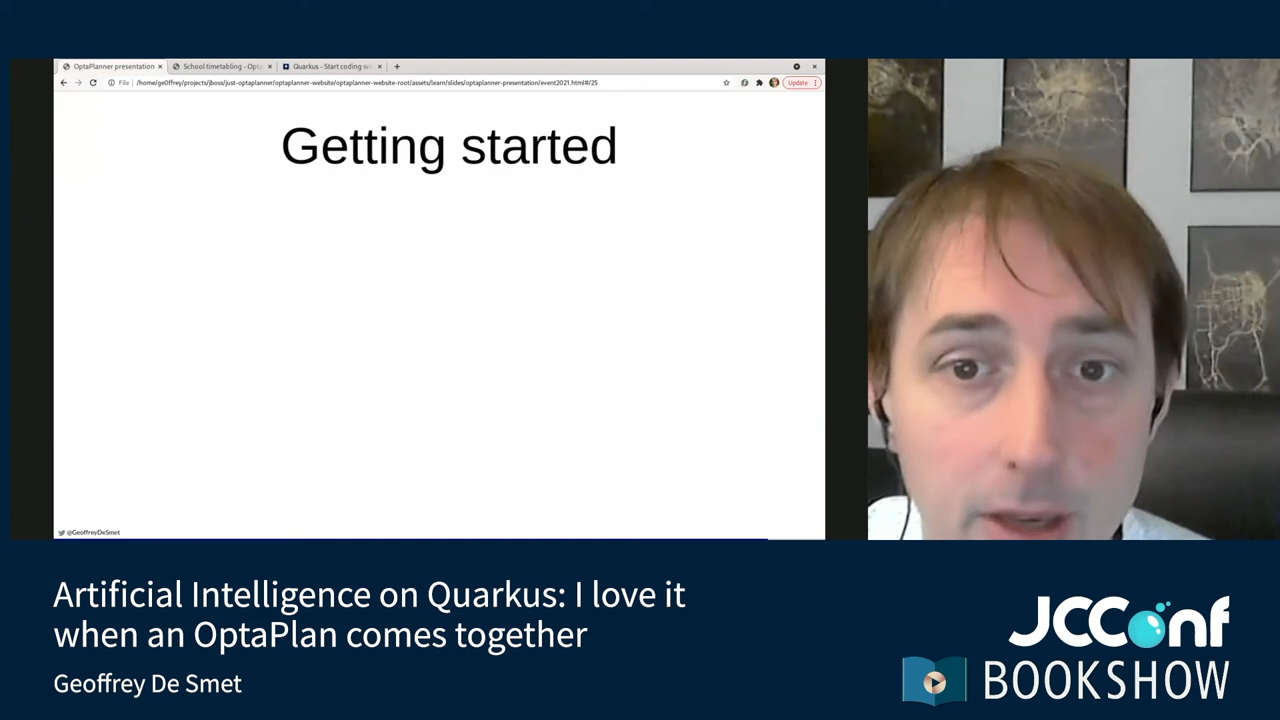 OptaPlanner presentation
School timetabling - Opta
Quarkus - Start coding wi
File
/home/ge0ffrey/projects/jboss/just-optaplanner/optaplanner-website/optaplanner-website-root/assets/learn/slides/optaplanner-presentation/event2021.html#/25
Update
Getting started
@GeoffreyDeSmet
Artificial Intelligence on Quarkus: I love it
when an OptaPlan comes together
Geoffrey De Smet
JCConf
BOOKSHOW